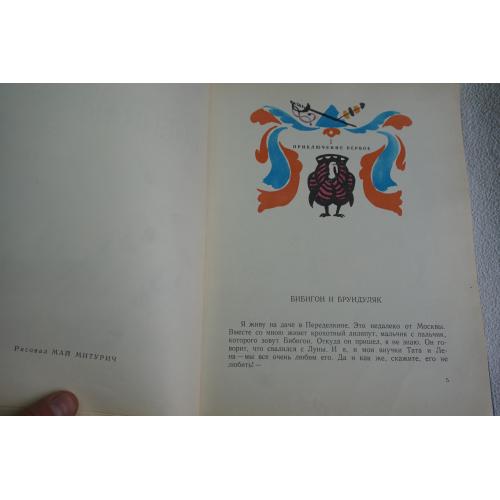 Рисовал МАЙ МИТУРИЧ
ПРИКЛЮЧЕНИЕ ПЕРВОЕ
БИБИГОН И БРУНДУЛЯК
Я живу на даче в Переделкине. Это недалеко от Москвы.
Вместе со мною живет крохотный лилипут, мальчик с пальчик,
которого зовут Бибигон. Откуда он пришел, я не знаю. Он го-
ворит, что свалился с Луны. И я, и мои внучки Тата и Ле-
на — мы все очень любим его. Да и как же, скажите, его не
любить! —
5